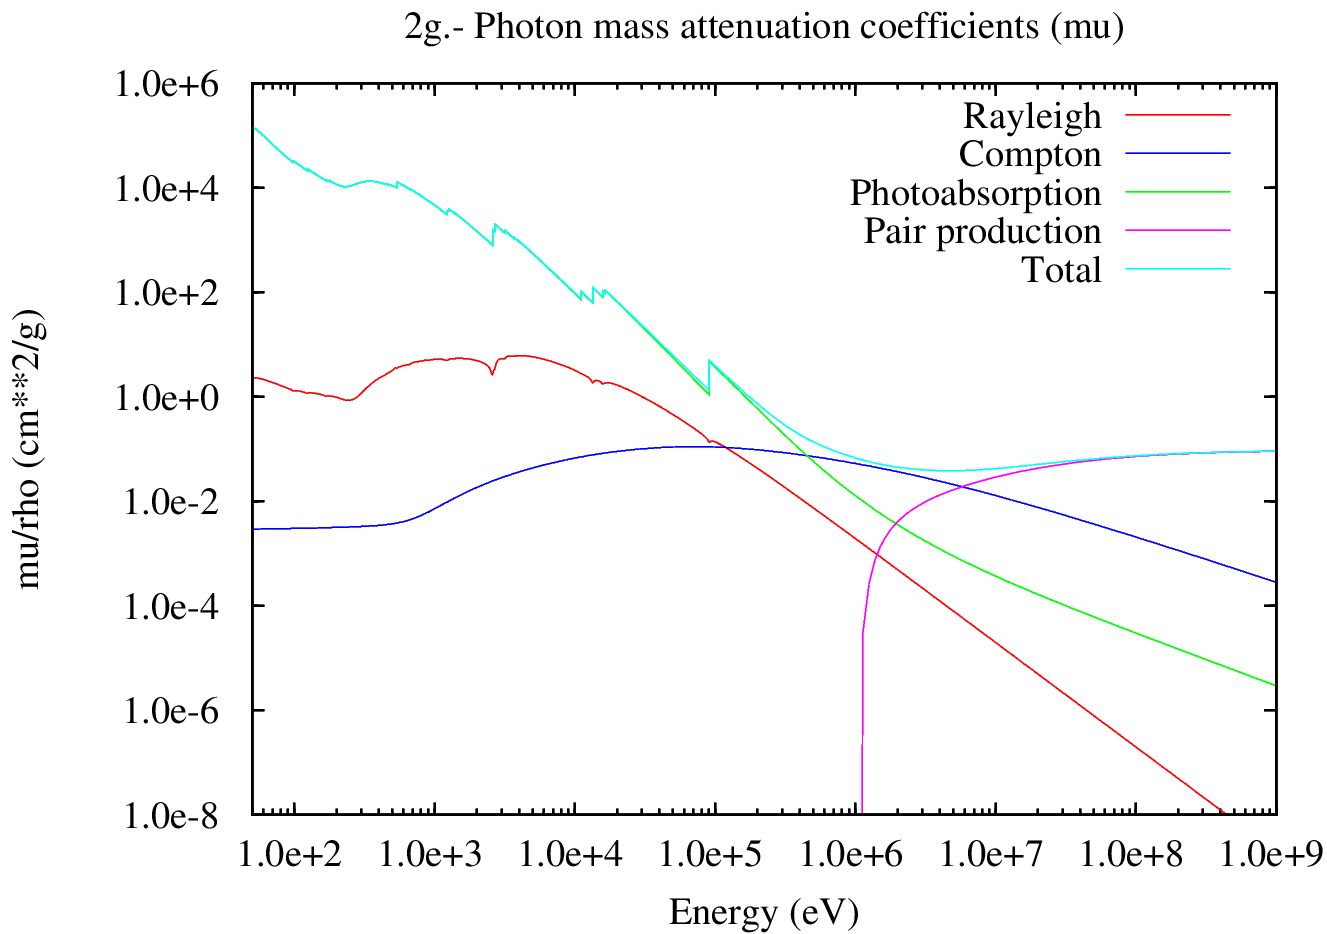 2g.- Photon mass attenuation coefficients (mu)
1.0e+6
1.0e+4
1.0e+2
1.0e+0
1.0e-2
1.0e-4
1.0e-6
1.0e-8
mu/rho (cm**2/g)
Rayleigh
Compton
Photoabsorption
Pair production
Total
1.0e+2 1.0e+3 1.0e+4 1.0e+5 1.0e+6 1.0e+7 1.0e+8 1.0e+9
Energy (eV)